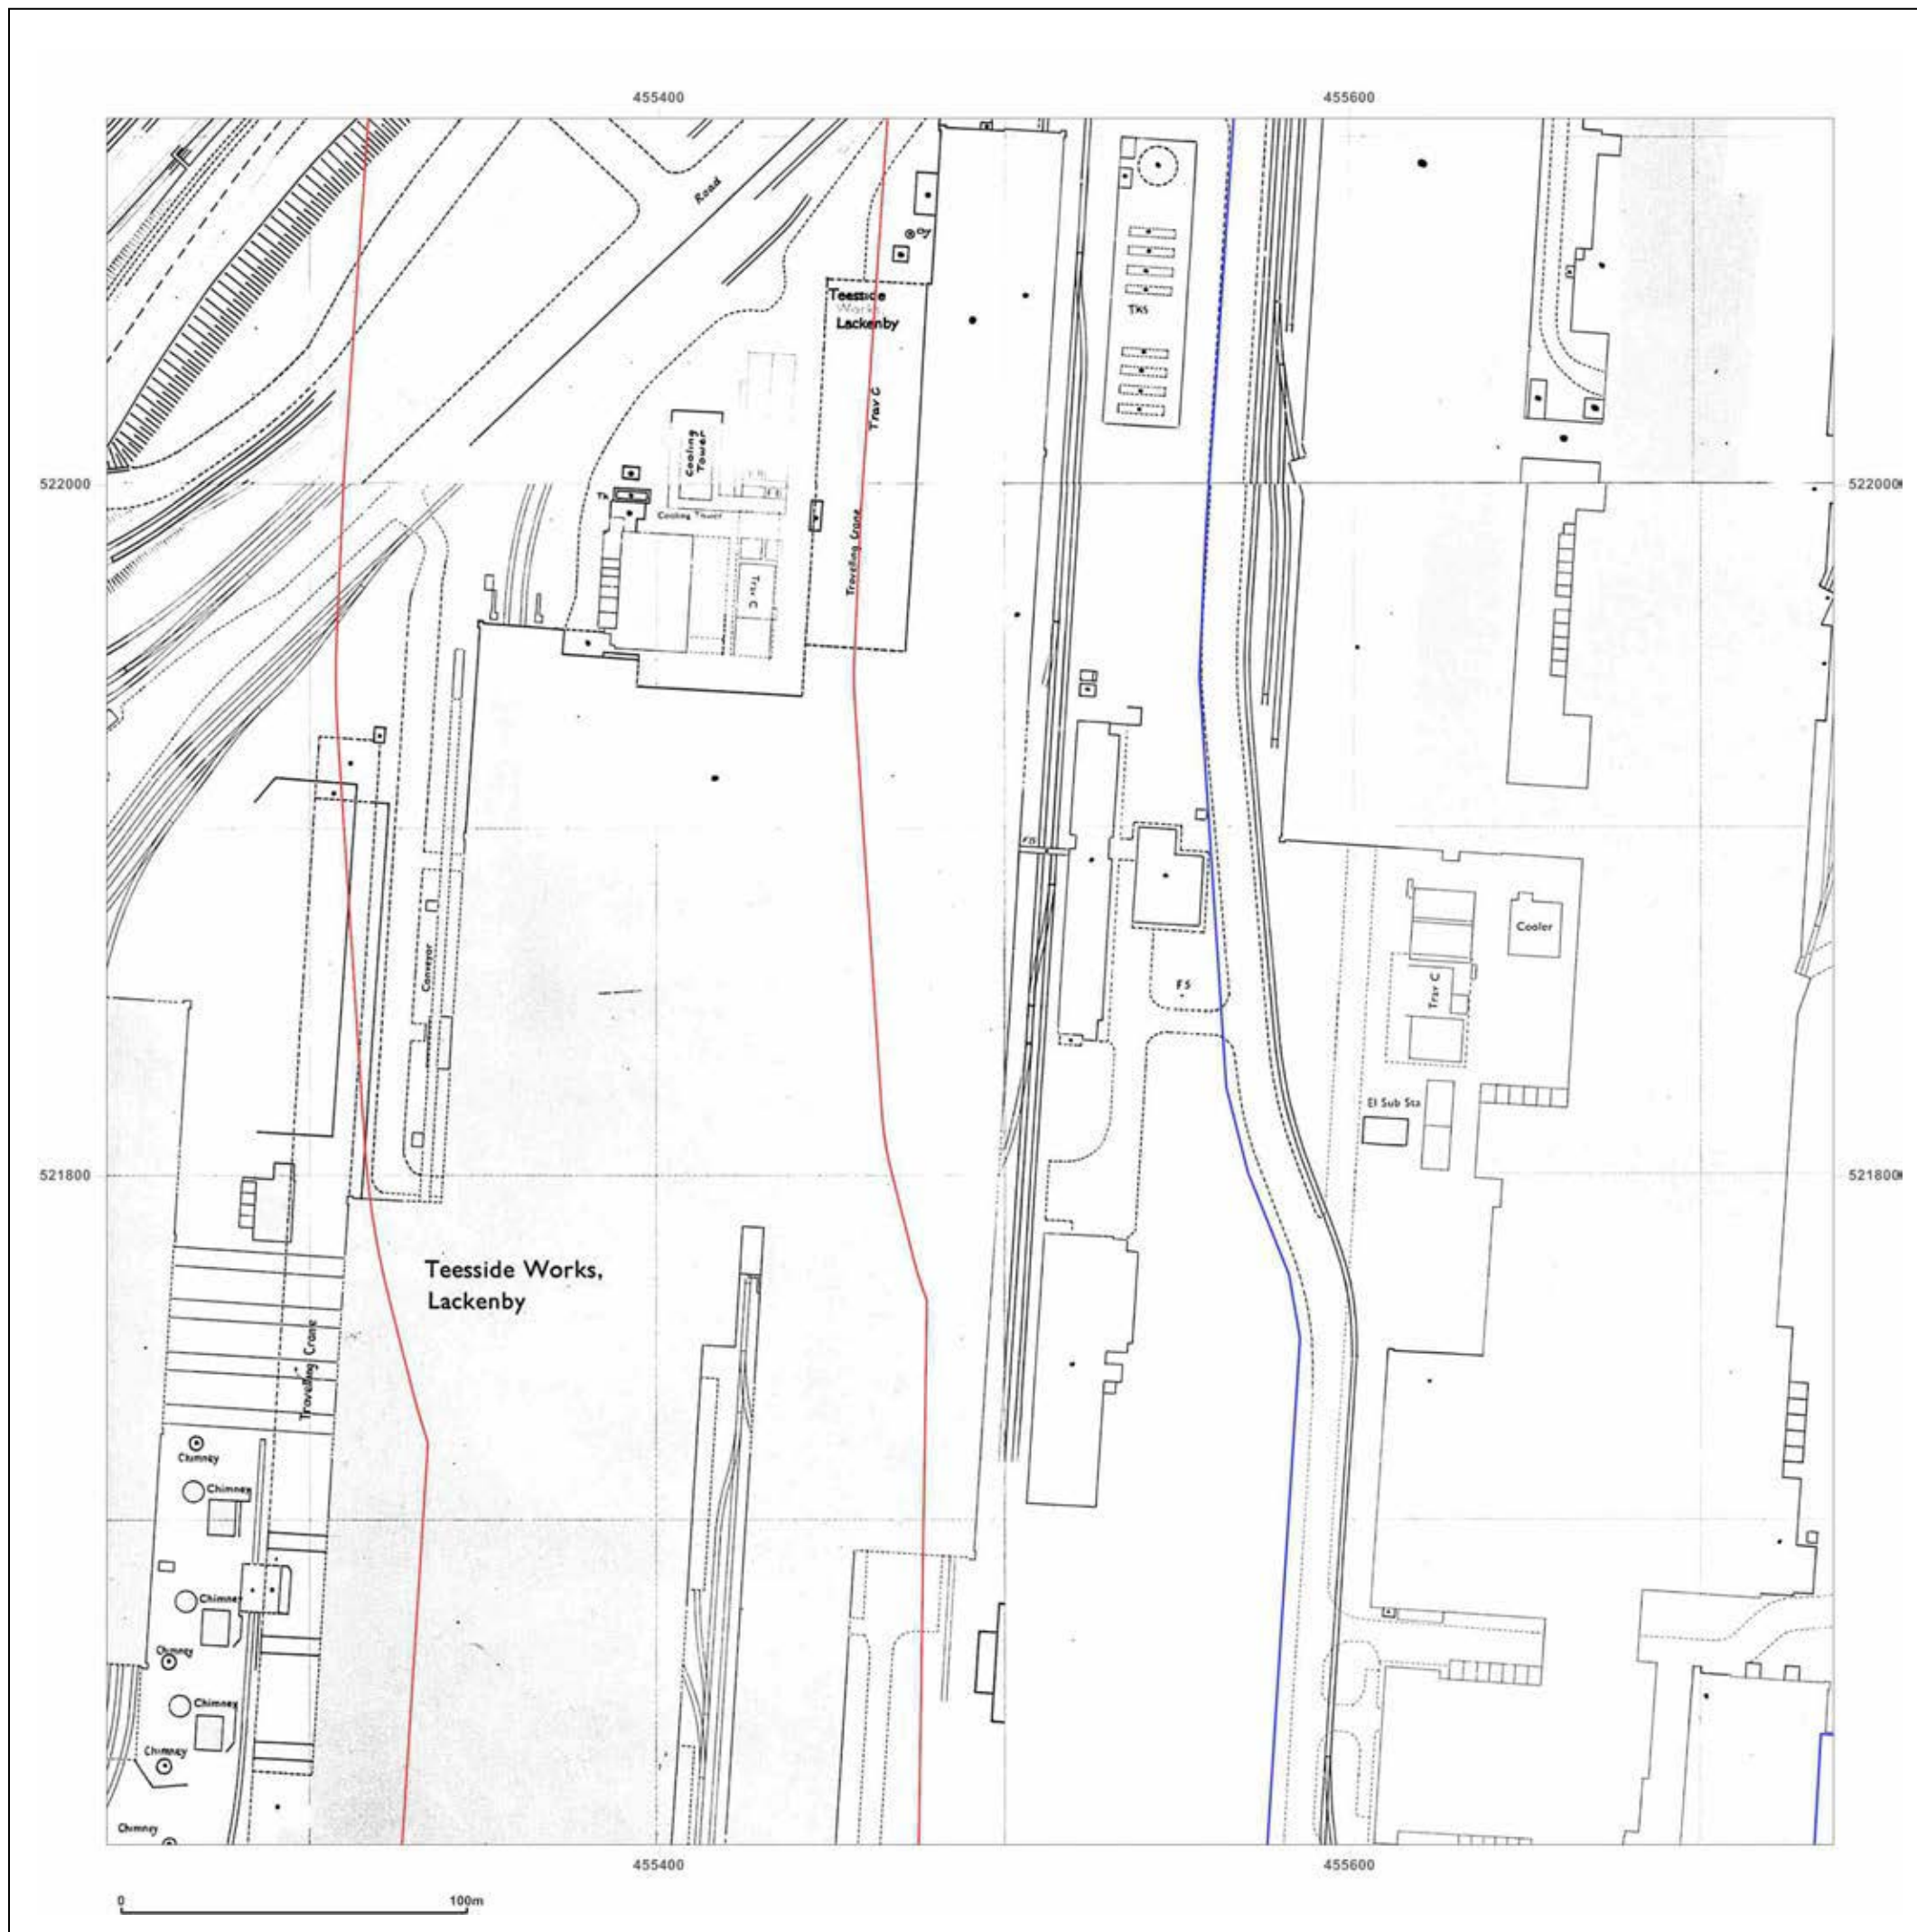 455400
455600
Road
Teesside
Works
Lackenby
TKS
Trav C
Cooling
Tower
522000
522000
Tk
Cooling Tower
Travelling Crane
Trav C
FB
Cooler
Conveyor
Trav C
FS
El Sub Sta
521800
521800
Teesside Works,
Lackenby
Travelling Crane
Chimney
Chimney
Chimney
Chimney
Chimney
Chimney
Chimney
455400
455600
0
100m